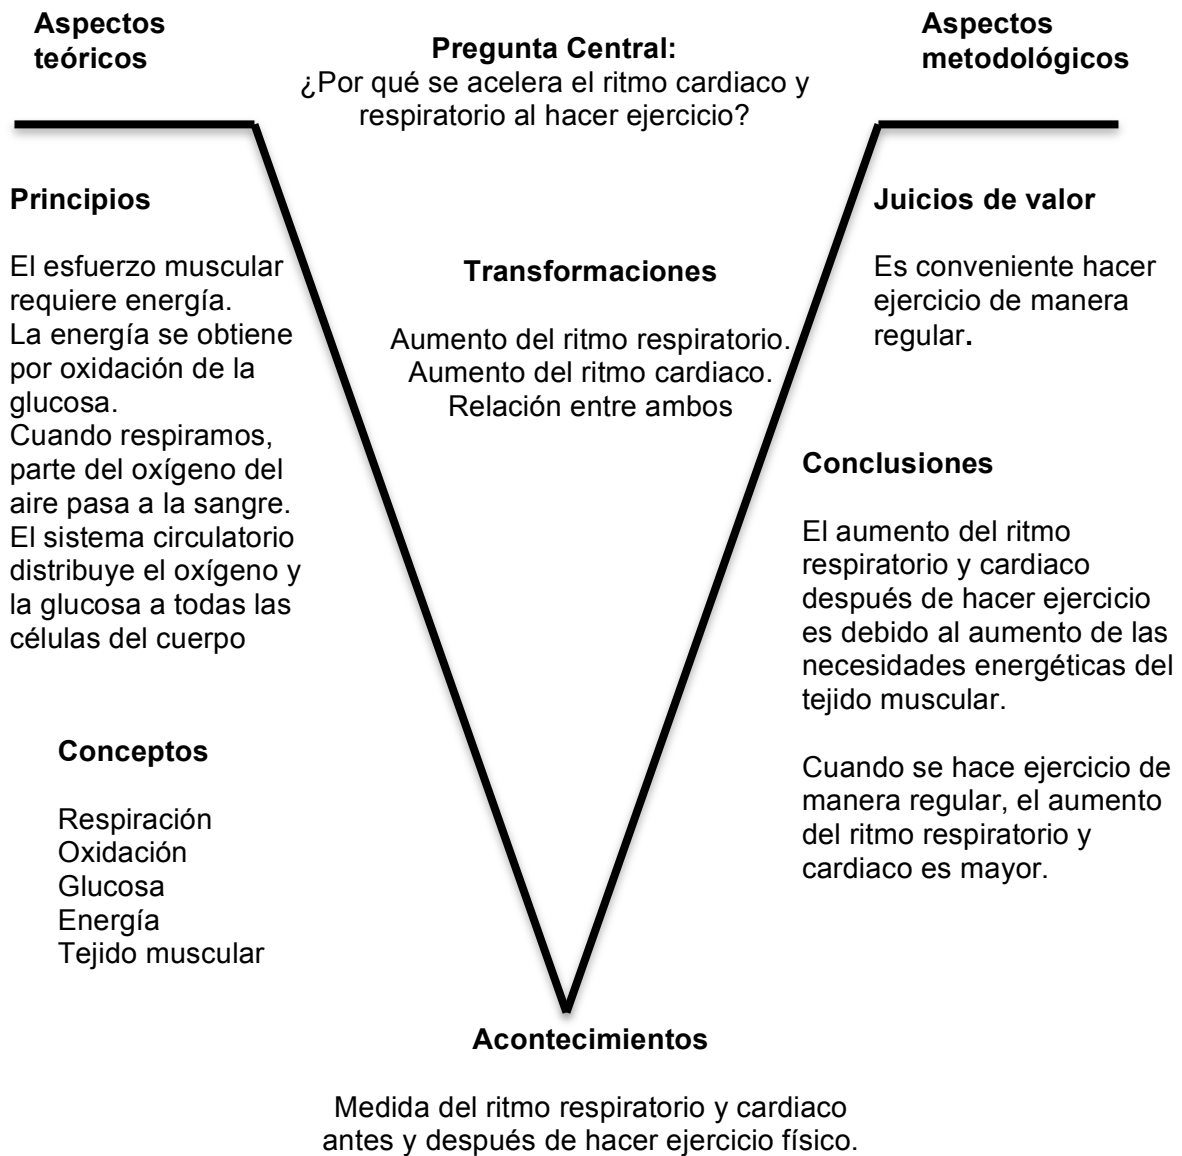 Aspectos
teóricos
Pregunta Central:
¿Por qué se acelera el ritmo cardiaco y
respiratorio al hacer ejercicio?
Aspectos
metodológicos
Principios
El esfuerzo muscular
requiere energía.
La energía se obtiene
por oxidación de la
glucosa.
Cuando respiramos,
parte del oxígeno del
aire pasa a la sangre.
El sistema circulatorio
distribuye el oxígeno y
la glucosa a todas las
células del cuerpo
Conceptos
Respiración
Oxidación
Glucosa
Energía
Tejido muscular
Transformaciones
Aumento del ritmo respiratorio.
Aumento del ritmo cardiaco.
Relación entre ambos
Juicios de valor
Es conveniente hacer
ejercicio de manera
regular.
Conclusiones
El aumento del ritmo
respiratorio y cardiaco
después de hacer ejercicio
es debido al aumento de las
necesidades energéticas del
tejido muscular.
Cuando se hace ejercicio de
manera regular, el aumento
del ritmo respiratorio y
cardiaco es mayor.
Acontecimientos
Medida del ritmo respiratorio y cardiaco
antes y después de hacer ejercicio físico.